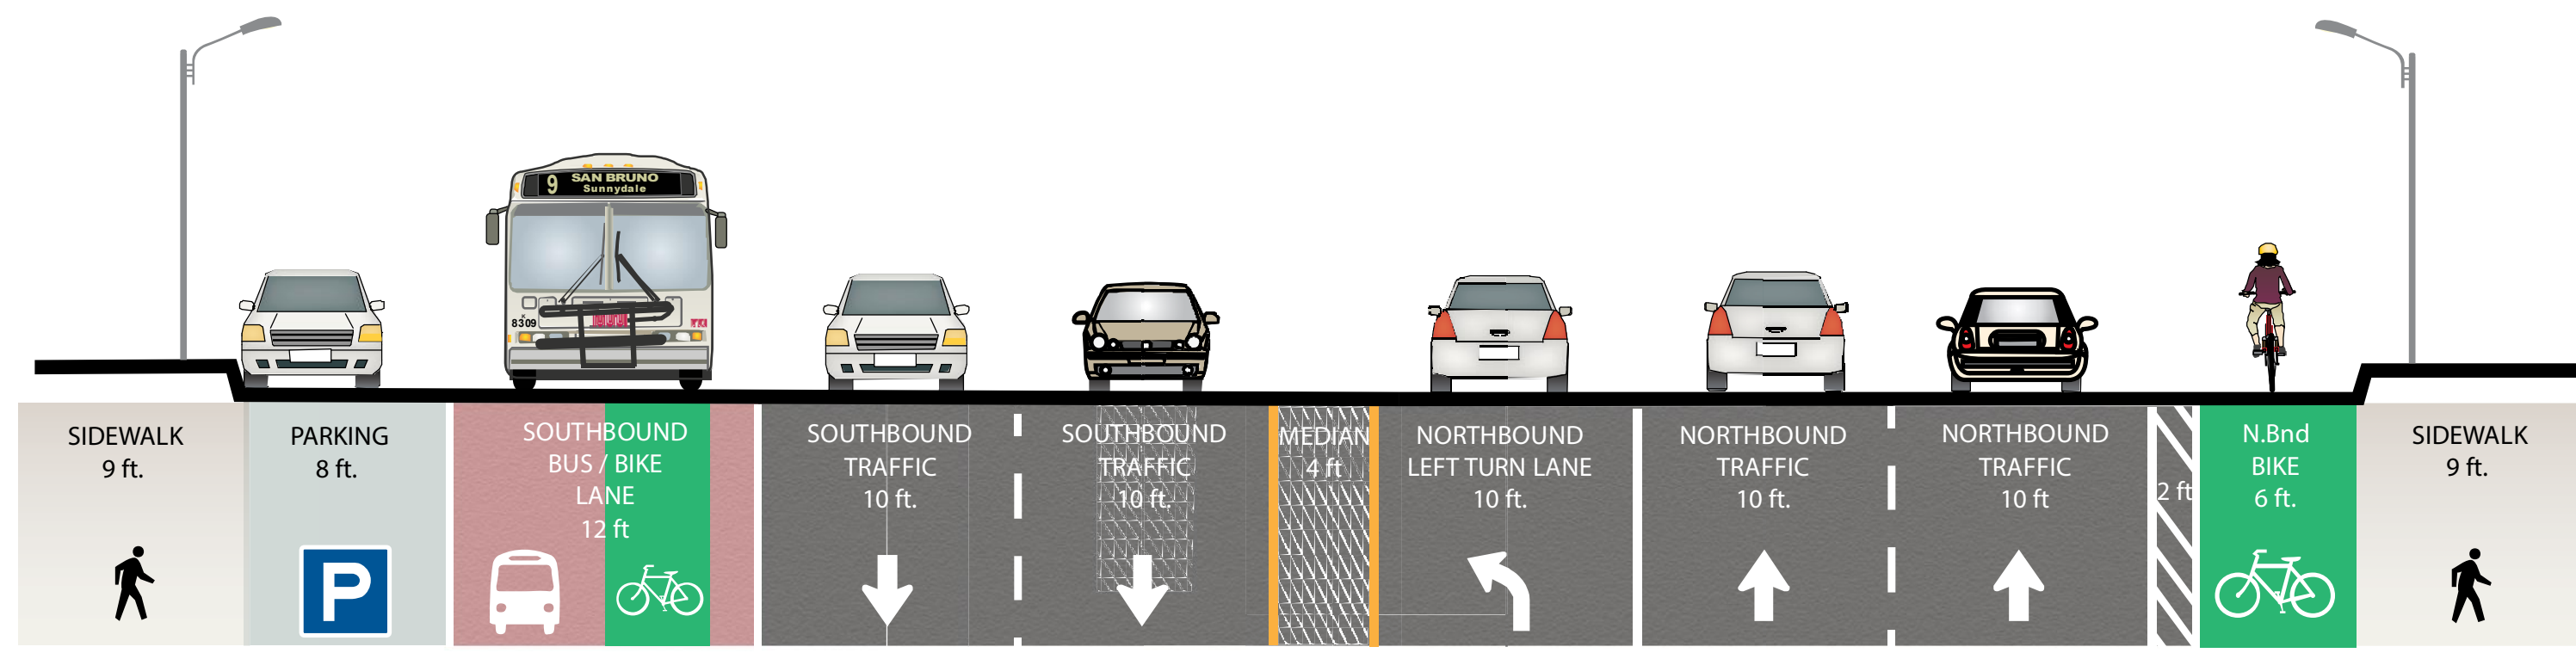 9 SAN BRUNO
Sunnydale
K
8309
SIDEWALK
9 ft.
PARKING
8 ft.
P
SOUTHBOUND
BUS / BIKE
LANE
12 ft
SOUTHBOUND
TRAFFIC
10 ft.
SOUTHBOUND
TRAFFIC
10 ft.
MEDIAN
4 ft
NORTHBOUND
LEFT TURN LANE
10 ft.
NORTHBOUND
TRAFFIC
10 ft.
NORTHBOUND
TRAFFIC
10 ft
2 ft
N.Bnd
BIKE
6 ft.
SIDEWALK
9 ft.